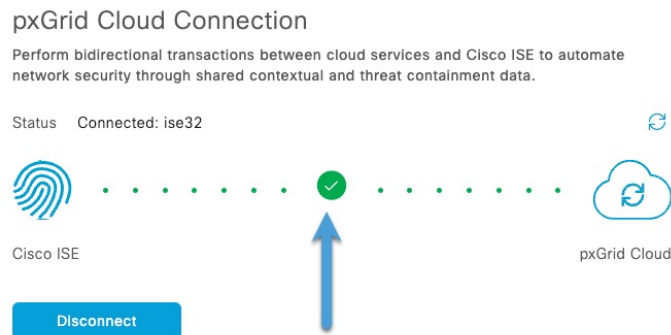 pxGrid Cloud Connection
Perform bidirectional transactions between cloud services and Cisco ISE to automate
network security through shared contextual and threat containment data.
Status Connected: ise32
Cisco ISE pxGrid Cloud
Disconnect